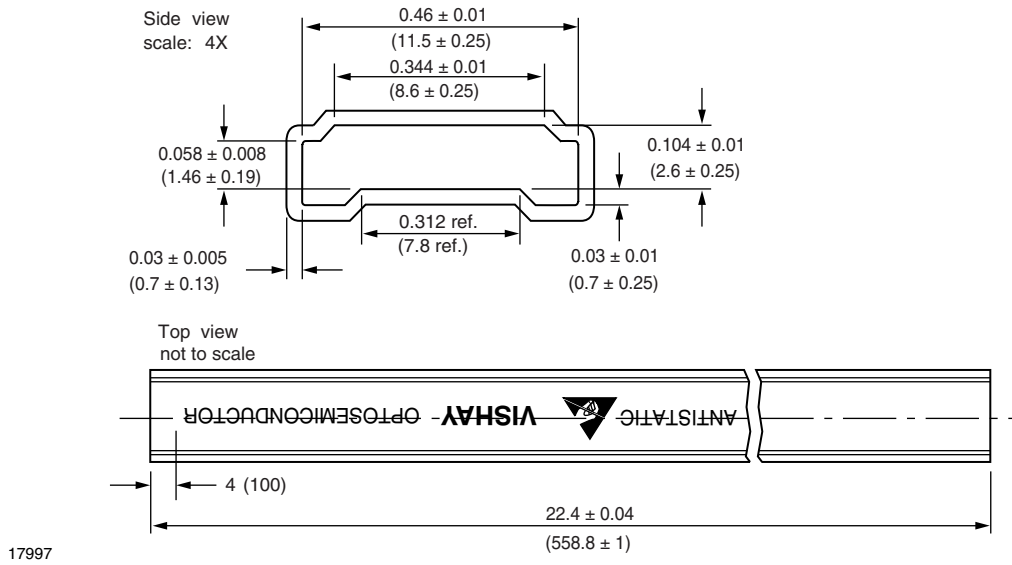 Side view
scale: 4X
0.46 ± 0.01
(11.5 ± 0.25)
0.344 ± 0.01
(8.6 ± 0.25)
0.058 ± 0.008
(1.46 ± 0.19)
0.104 ± 0.01
(2.6 ± 0.25)
0.312 ref.
(7.8 ref.)
0.03 ± 0.005
(0.7 ± 0.13)
0.03 ± 0.01
(0.7 ± 0.25)
Top view
not to scale
OPTOSEMICONDUCTOR VISHAY ANTISTATIC
4 (100)
22.4 ± 0.04
(558.8 ± 1)
17997